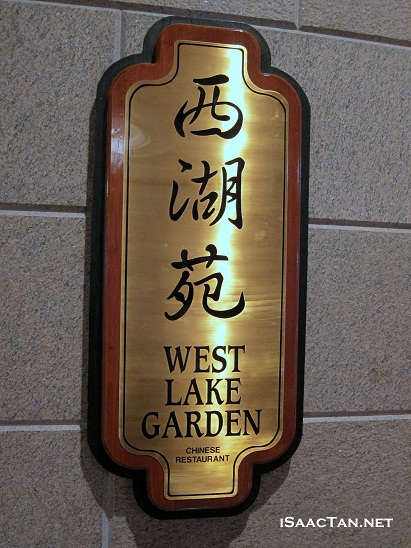 西湖苑
WEST
LAKE
GARDEN
CHINESE
RESTAURANT
iSAACTAN.NET